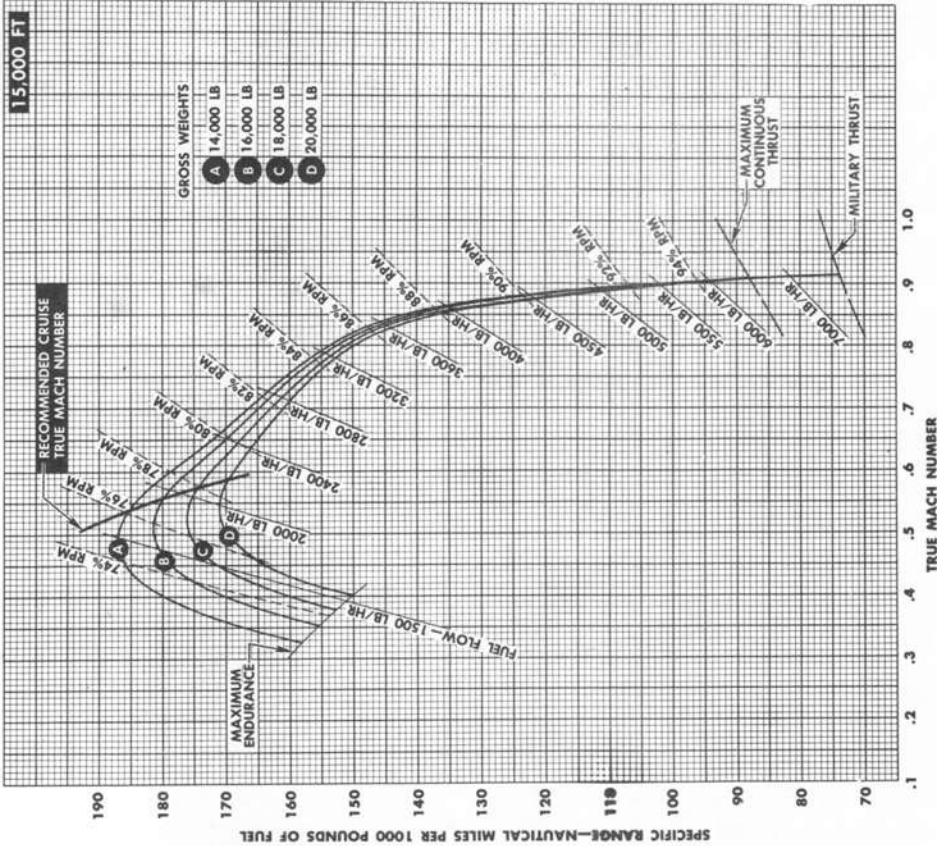 15,000 FT
RECOMMENDED CRUISE
TRUE MACH NUMBER
GROSS WEIGHTS
A 14,000 LB
B 16,000 LB
C 18,000 LB
D 20,000 LB
74% RPM
76% RPM
78% RPM
80% RPM
82% RPM
84% RPM
86% RPM
88% RPM
90% RPM
92% RPM
94% RPM
A
B
C
D
FUEL FLOW—1500 LB/HR
2000 LB/HR
2400 LB/HR
2800 LB/HR
3200 LB/HR
3600 LB/HR
4000 LB/HR
4500 LB/HR
5000 LB/HR
5500 LB/HR
6000 LB/HR
7000 LB/HR
MAXIMUM
ENDURANCE
MAXIMUM
CONTINUOUS
THRUST
MILITARY THRUST
190
180
170
160
150
140
130
120
110
100
90
80
70
SPECIFIC RANGE—NAUTICAL MILES PER 1000 POUNDS OF FUEL
.1
.2
.3
.4
.5
.6
.7
.8
.9
1.0
TRUE MACH NUMBER